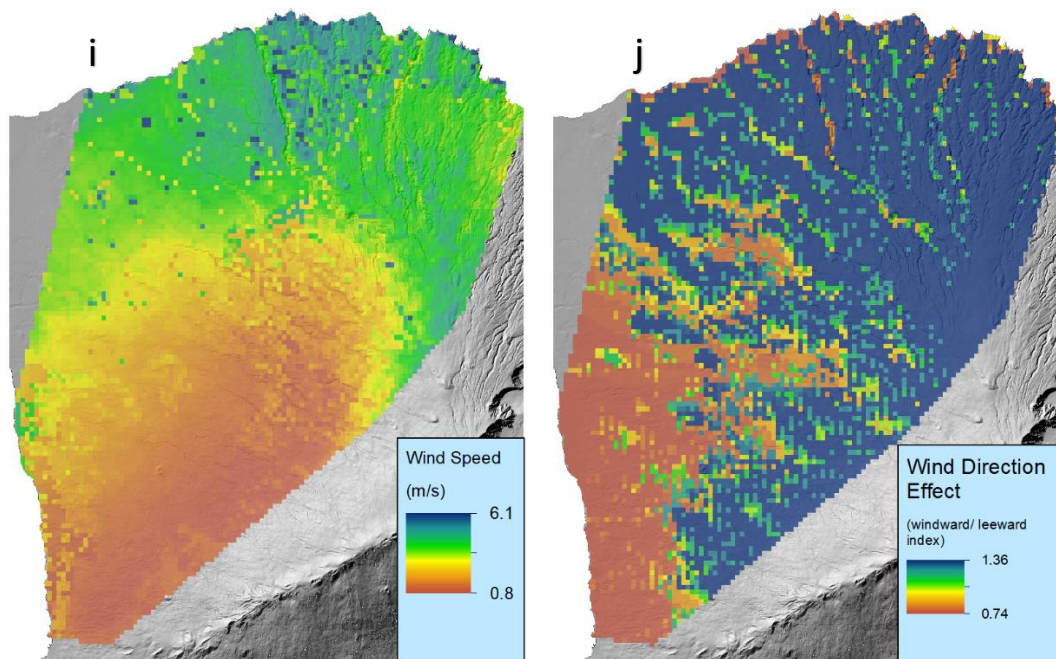 i
Wind Speed
(m/s)
6.1
0.8
j
Wind Direction
Effect
(windward/ leeward
index)
1.36
0.74